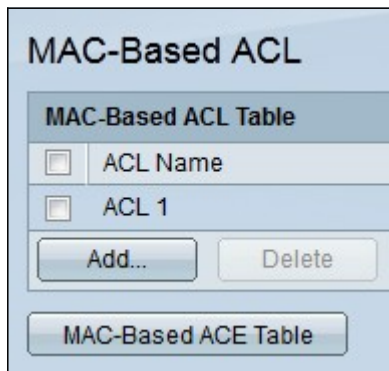 MAC-Based ACL
MAC-Based ACL Table
ACL Name
ACL 1
Add... Delete
MAC-Based ACE Table